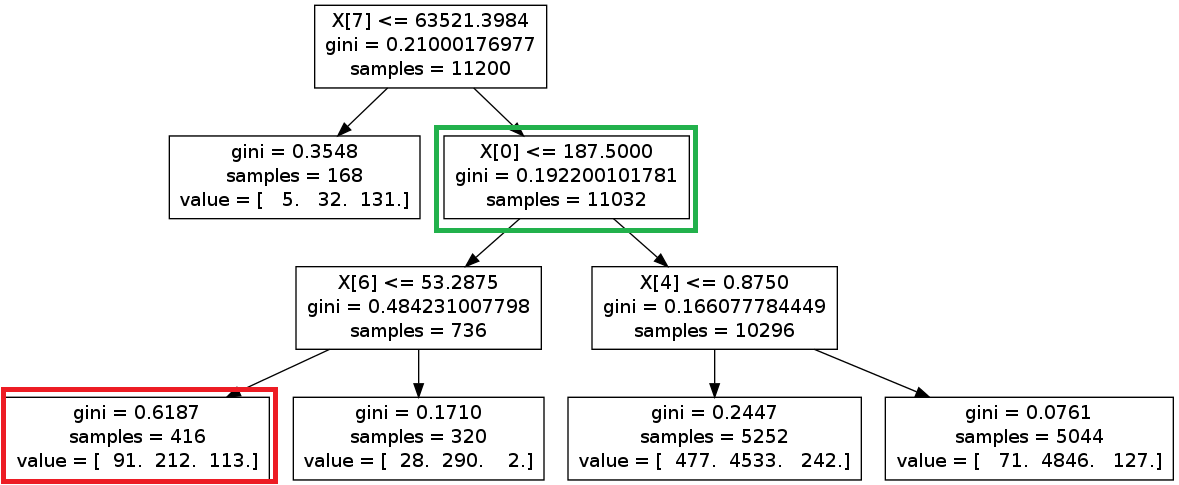 X[7] <= 63521.3984
gini = 0.21000176977
samples = 11200
gini = 0.3548
samples = 168
value = [   5.   32.  131.]
X[0] <= 187.5000
gini = 0.192200101781
samples = 11032
X[6] <= 53.2875
gini = 0.484231007798
samples = 736
X[4] <= 0.8750
gini = 0.166077784449
samples = 10296
gini = 0.6187
samples = 416
value = [  91.  212.  113.]
gini = 0.1710
samples = 320
value = [  28.  290.    2.]
gini = 0.2447
samples = 5252
value = [  477.  4533.   242.]
gini = 0.0761
samples = 5044
value = [   71.  4846.   127.]